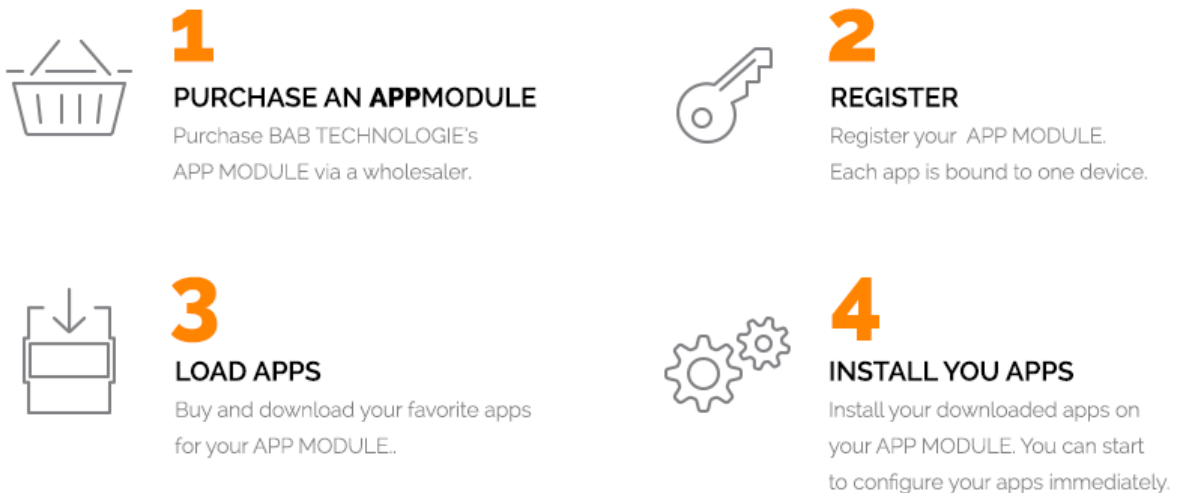 1
PURCHASE AN APPMODULE
Purchase BAB TECHNOLOGIE's
APP MODULE via a wholesaler.
2
REGISTER
Register your APP MODULE.
Each app is bound to one device.
3
LOAD APPS
Buy and download your favorite apps
for your APP MODULE..
4
INSTALL YOU APPS
Install your downloaded apps on
your APP MODULE. You can start
to configure your apps immediately.